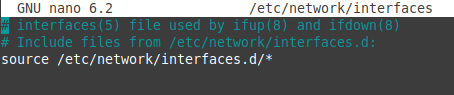 GNU nano 6.2 /etc/network/interfaces
# interfaces(5) file used by ifup(8) and ifdown(8)
# Include files from /etc/network/interfaces.d:
source /etc/network/interfaces.d/*